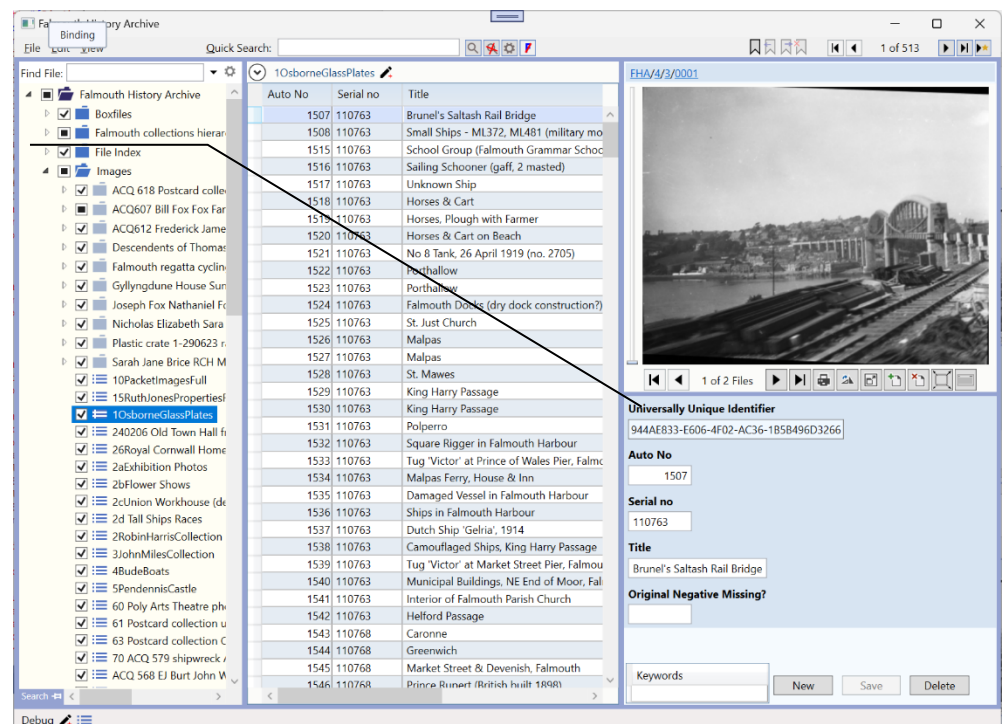 Falmouth History Archive
Binding
File Edit View Quick Search: 1 of 513
Find File:
Falmouth History Archive
Boxfiles
Falmouth collections hierar
File Index
Images
ACQ 618 Postcard colle
ACQ607 Bill Fox Fox Far
ACQ612 Frederick Jame
Descendents of Thomas
Falmouth regatta cyclin
Gyllyngdune House Sur
Joseph Fox Nathaniel Fo
Nicholas Elizabeth Sara
Plastic crate 1-290623 r
Sarah Jane Brice RCH M
10PacketImagesFull
15RuthJonesPropertiesF
1OsborneGlassPlates
240206 Old Town Hall fr
26Royal Cornwall Home
2aExhibition Photos
2bFlower Shows
2cUnion Workhouse (de
2d Tall Ships Races
2RobinHarrisCollection
3JohnMilesCollection
4BudeBoats
5PendennisCastle
60 Poly Arts Theatre pho
61 Postcard collection u
63 Postcard collection C
70 ACQ 579 shipwreck A
ACQ 568 EJ Burt John W
Search
Debug
1OsborneGlassPlates
Auto No Serial no Title
1507 110763 Brunel's Saltash Rail Bridge
1508 110763 Small Ships - ML372, ML481 (military mo
1515 110763 School Group (Falmouth Grammar Schoo
1516 110763 Sailing Schooner (gaff, 2 masted)
1517 110763 Unknown Ship
1518 110763 Horses & Cart
1519 110763 Horses, Plough with Farmer
1520 110763 Horses & Cart on Beach
1521 110763 No 8 Tank, 26 April 1919 (no. 2705)
1522 110763 Porthallow
1523 110763 Porthallow
1524 110763 Falmouth Docks (dry dock construction?)
1525 110763 St. Just Church
1526 110763 Malpas
1527 110763 Malpas
1528 110763 St. Mawes
1529 110763 King Harry Passage
1530 110763 King Harry Passage
1531 110763 Polperro
1532 110763 Square Rigger in Falmouth Harbour
1533 110763 Tug 'Victor' at Prince of Wales Pier, Falmo
1534 110763 Malpas Ferry, House & Inn
1535 110763 Damaged Vessel in Falmouth Harbour
1536 110763 Ships in Falmouth Harbour
1537 110763 Dutch Ship 'Gelria', 1914
1538 110763 Camouflaged Ships, King Harry Passage
1539 110763 Tug 'Victor' at Market Street Pier, Falmou
1540 110763 Municipal Buildings, NE End of Moor, Fal
1541 110763 Interior of Falmouth Parish Church
1542 110763 Helford Passage
1543 110768 Caronne
1544 110768 Greenwich
1545 110768 Market Street & Devenish, Falmouth
1546 110768 Prince Rupert (British built 1898)
FHA/4/3/0001
1 of 2 Files
Universally Unique Identifier
944AE833-E606-4F02-AC36-1B5B496D3266
Auto No
1507
Serial no
110763
Title
Brunel's Saltash Rail Bridge
Original Negative Missing?
Keywords
New Save Delete